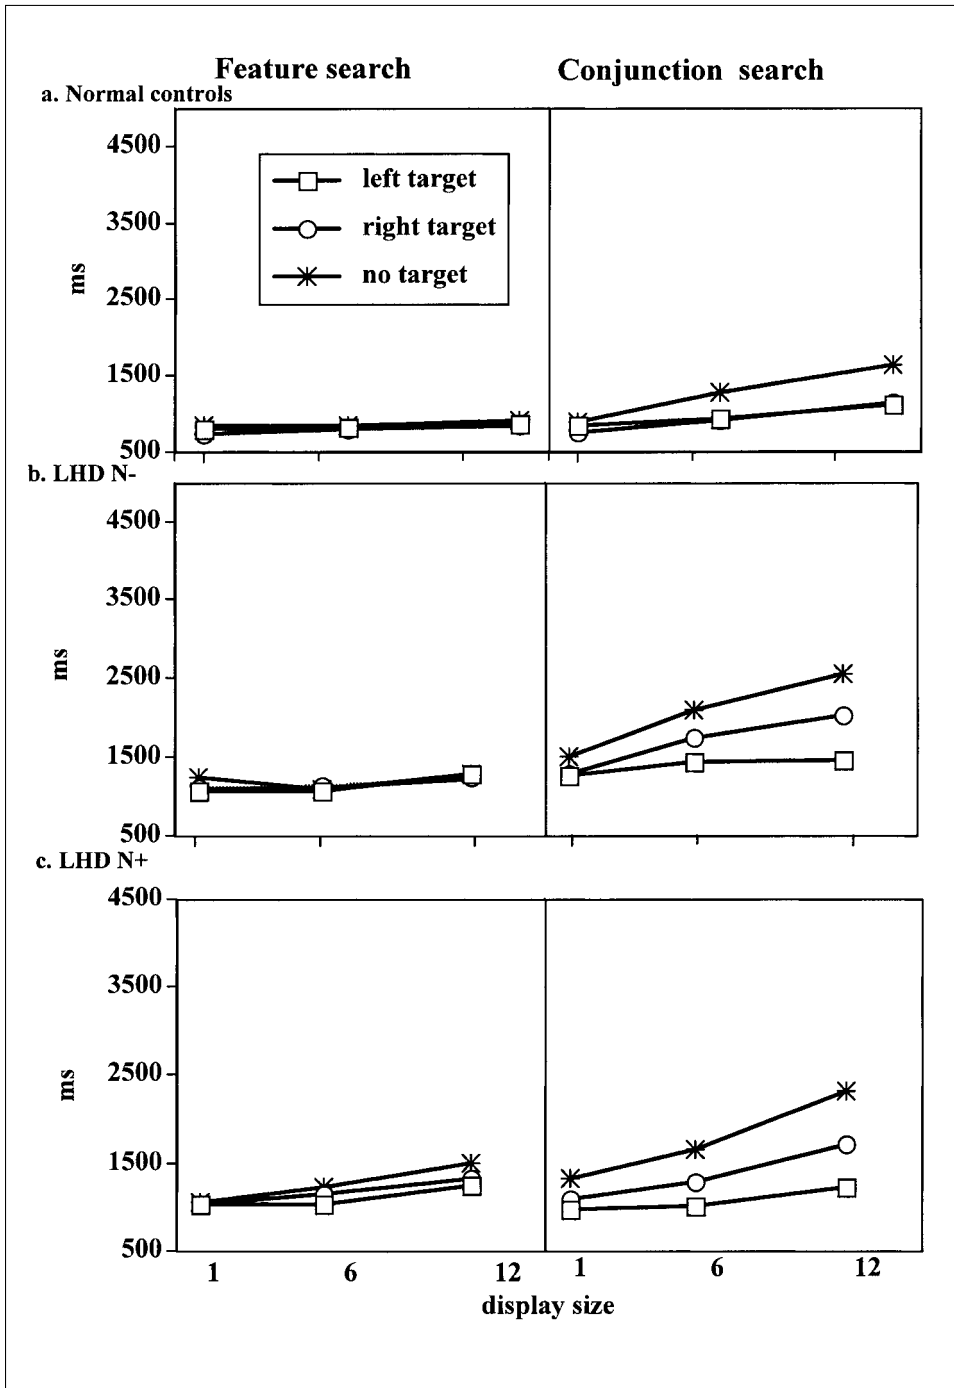 Feature search
Conjunction search
a. Normal controls
4500
3500
2500
1500
500
ms
left target
right target
no target
b. LHD N-
4500
3500
2500
1500
500
ms
c. LHD N+
4500
3500
2500
1500
500
ms
1 6 12 1 6 12
display size